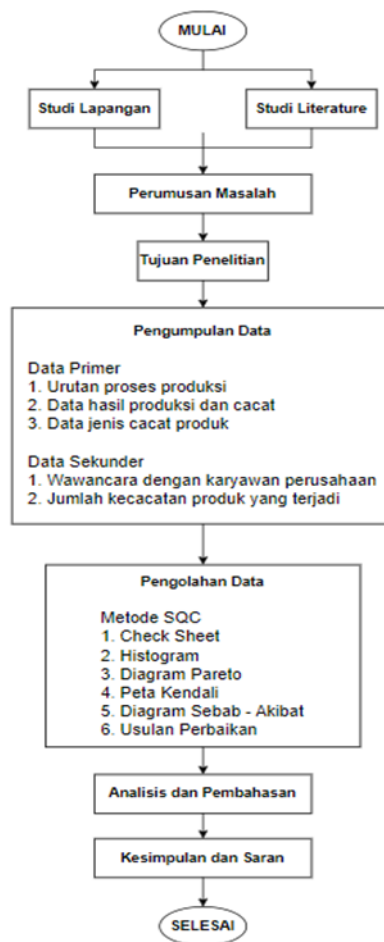 MULAI
Studi Lapangan
Studi Literature
Perumusan Masalah
Tujuan Penelitian
Pengumpulan Data
Data Primer
1. Urutan proses produksi
2. Data hasil produksi dan cacat
3. Data jenis cacat produk
Data Sekunder
1. Wawancara dengan karyawan perusahaan
2. Jumlah kecacatan produk yang terjadi
Pengolahan Data
Metode SQC
1. Check Sheet
2. Histogram
3. Diagram Pareto
4. Peta Kendali
5. Diagram Sebab - Akibat
6. Usulan Perbaikan
Analisis dan Pembahasan
Kesimpulan dan Saran
SELESAI